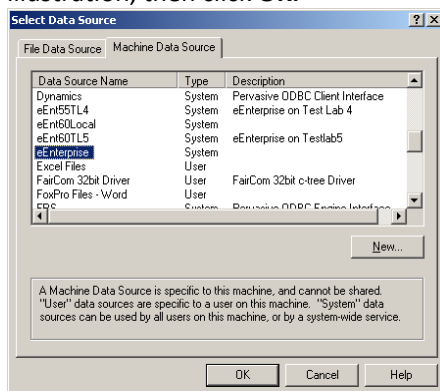 Select Data Source
File Data Source Machine Data Source
Data Source Name Type Description
Dynamics System Pervasive ODBC Client Interface
eEnt55TL4 System eEnterprise on Test Lab 4
eEnt60Local System
eEnt60TL5 System eEnterprise on Testlab5
eEnterprise System
Excel Files User
FairCom 32bit Driver User FairCom 32bit c-tree Driver
FoxPro Files - Word User
New...
A Machine Data Source is specific to this machine, and cannot be shared.
"User" data sources are specific to a user on this machine. "System" data
sources can be used by all users on this machine, or by a system-wide service.
OK Cancel Help